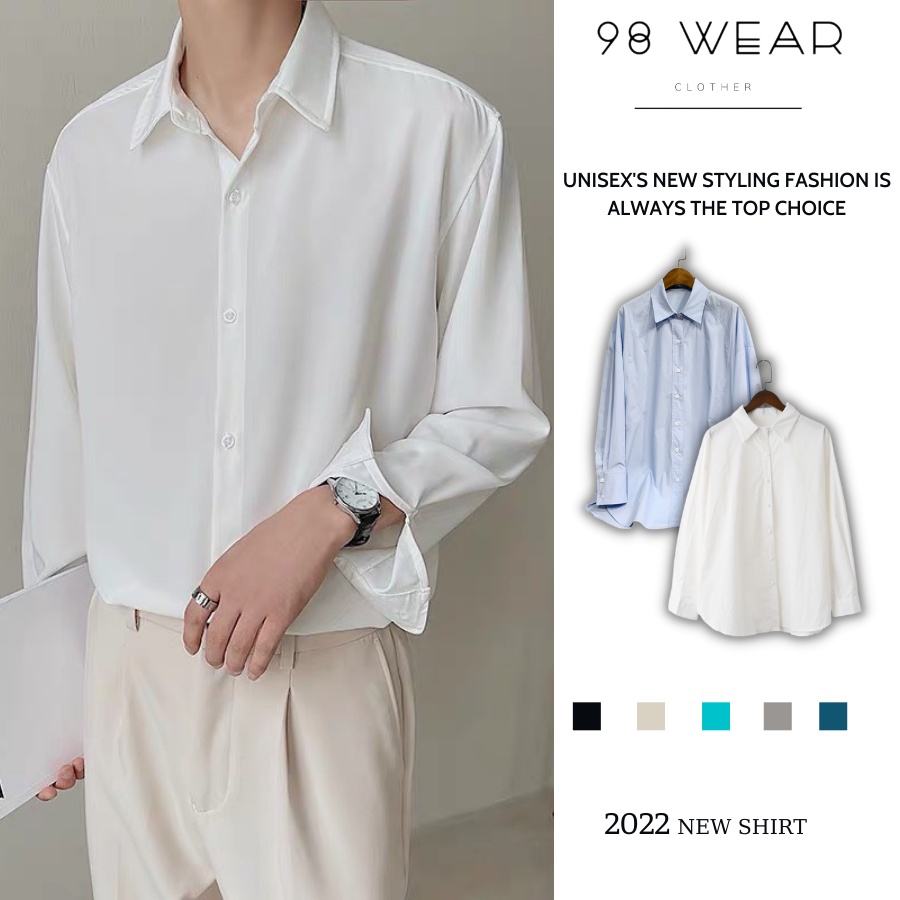 98 WEAR
CLOTHER
UNISEX'S NEW STYLING FASHION IS
ALWAYS THE TOP CHOICE
2022 NEW SHIRT